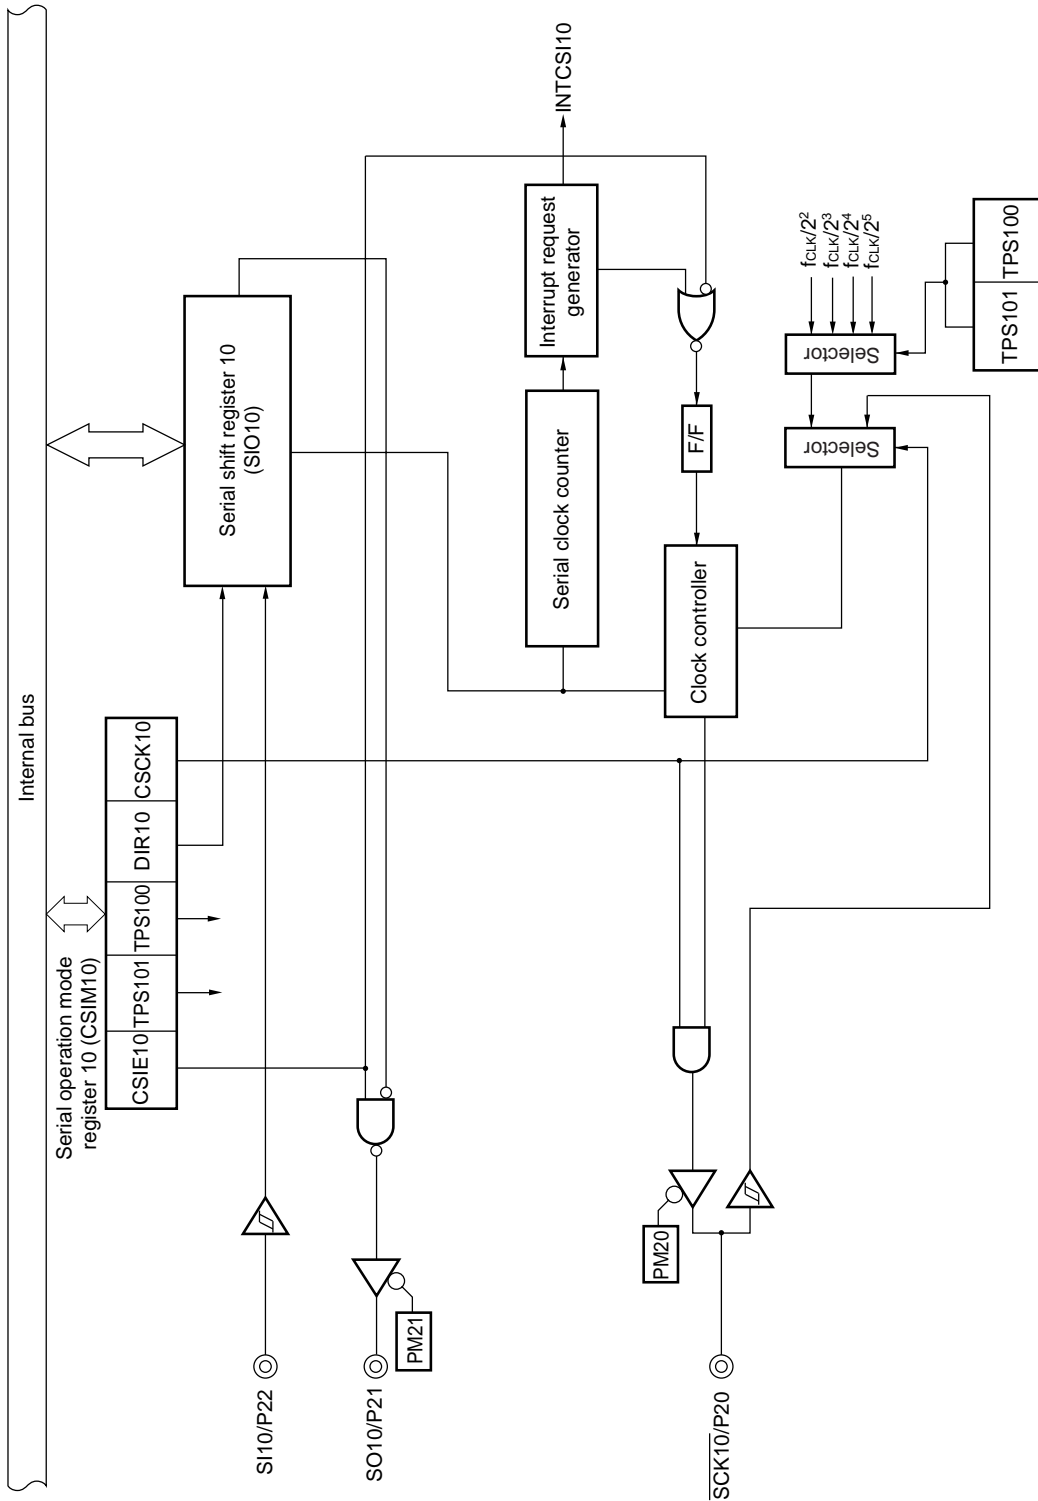 Internal bus
Serial operation mode
register 10 (CSIM10)
CSIE10
TPS101
TPS100
DIR10
CSCK10
Serial shift register 10
(SIO10)
SI10/P22
SO10/P21
PM21
Serial clock counter
Interrupt request
generator
INTCSI10
Clock controller
F/F
PM20
SCK10/P20
Selector
Selector
fCLK/2²
fCLK/2³
fCLK/2⁴
fCLK/2⁵
TPS101
TPS100